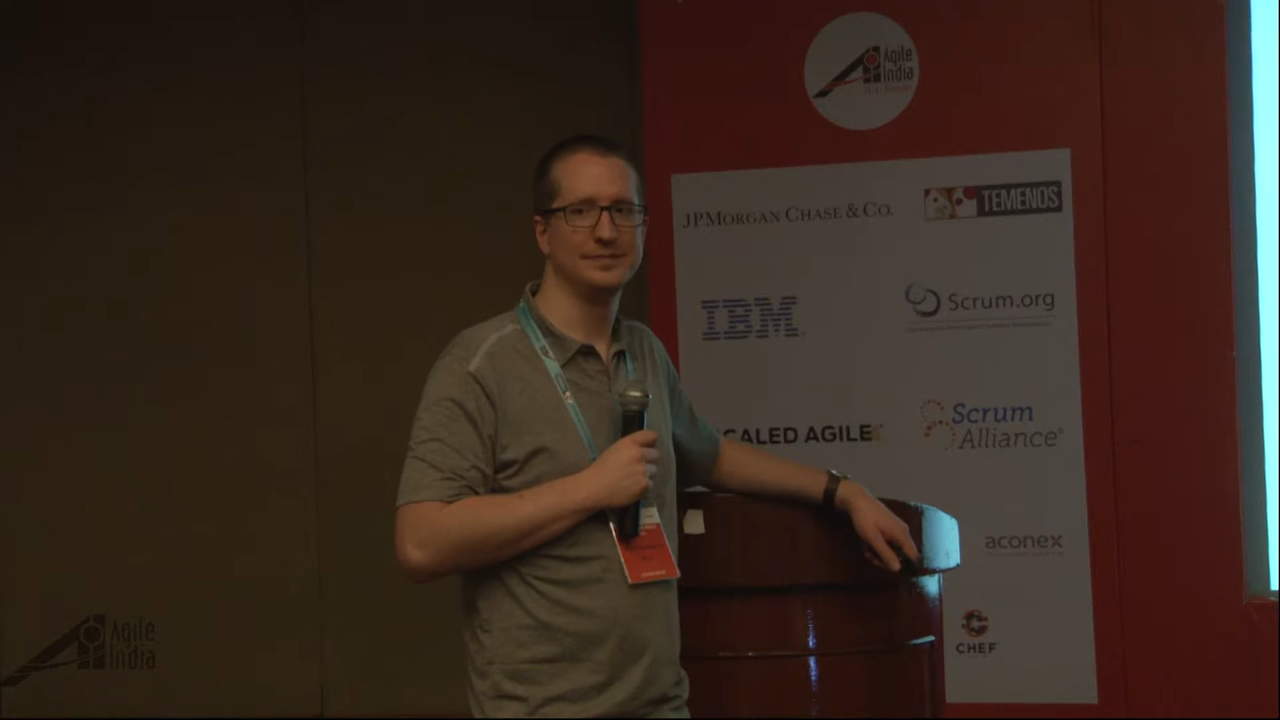 Agile
India
JPMORGAN CHASE & CO.
TEMENOS
IBM
Scrum.org
CALED AGILE
Scrum
Alliance
aconex
CHEF
Agile
India